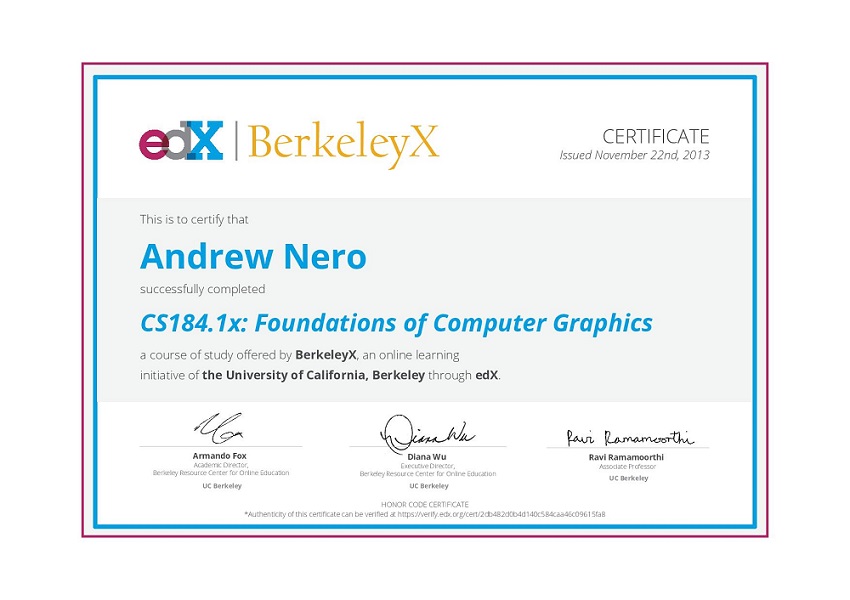 edX | BerkeleyX
CERTIFICATE
Issued November 22nd, 2013
This is to certify that
Andrew Nero
successfully completed
CS184.1x: Foundations of Computer Graphics
a course of study offered by BerkeleyX, an online learning
initiative of the University of California, Berkeley through edX.
Diana Wu
Ravi Ramamoorthi
Armando Fox
Academic Director,
Berkeley Resource Center for Online Education
UC Berkeley
Diana Wu
Executive Director,
Berkeley Resource Center for Online Education
UC Berkeley
Ravi Ramamoorthi
Associate Professor
UC Berkeley
HONOR CODE CERTIFICATE
*Authenticity of this certificate can be verified at https://verify.edx.org/cert/2db482d0b4d140c584caa46c09615fa8